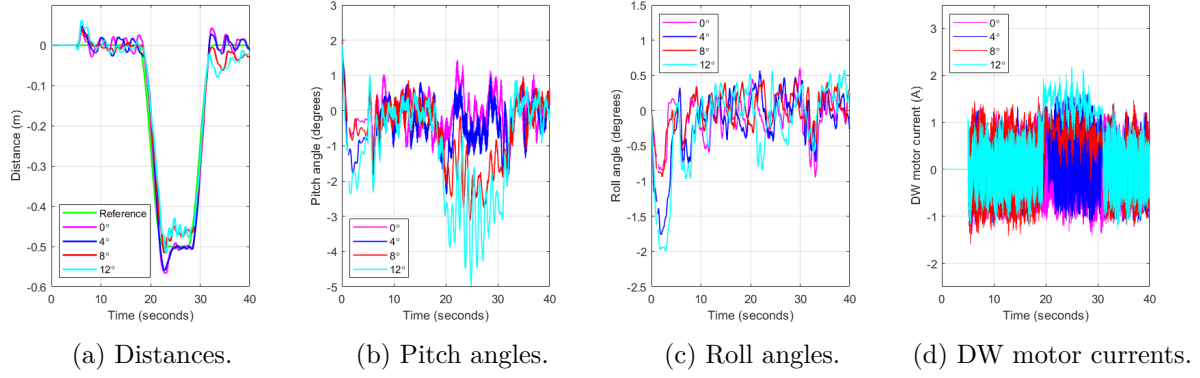 0
-0.1
-0.2
-0.3
-0.4
-0.5
-0.6
Distance (m)
Reference
0°
4°
8°
12°
0 10 20 30 40
Time (seconds)
(a) Distances.
3
2
1
0
-1
-2
-3
-4
-5
Pitch angle (degrees)
0°
4°
8°
12°
0 10 20 30 40
Time (seconds)
(b) Pitch angles.
1.5
1
0.5
0
-0.5
-1
-1.5
-2
-2.5
Roll angle (degrees)
0°
4°
8°
12°
0 10 20 30 40
Time (seconds)
(c) Roll angles.
3
2
1
0
-1
-2
DW motor current (A)
0°
4°
8°
12°
0 10 20 30 40
Time (seconds)
(d) DW motor currents.